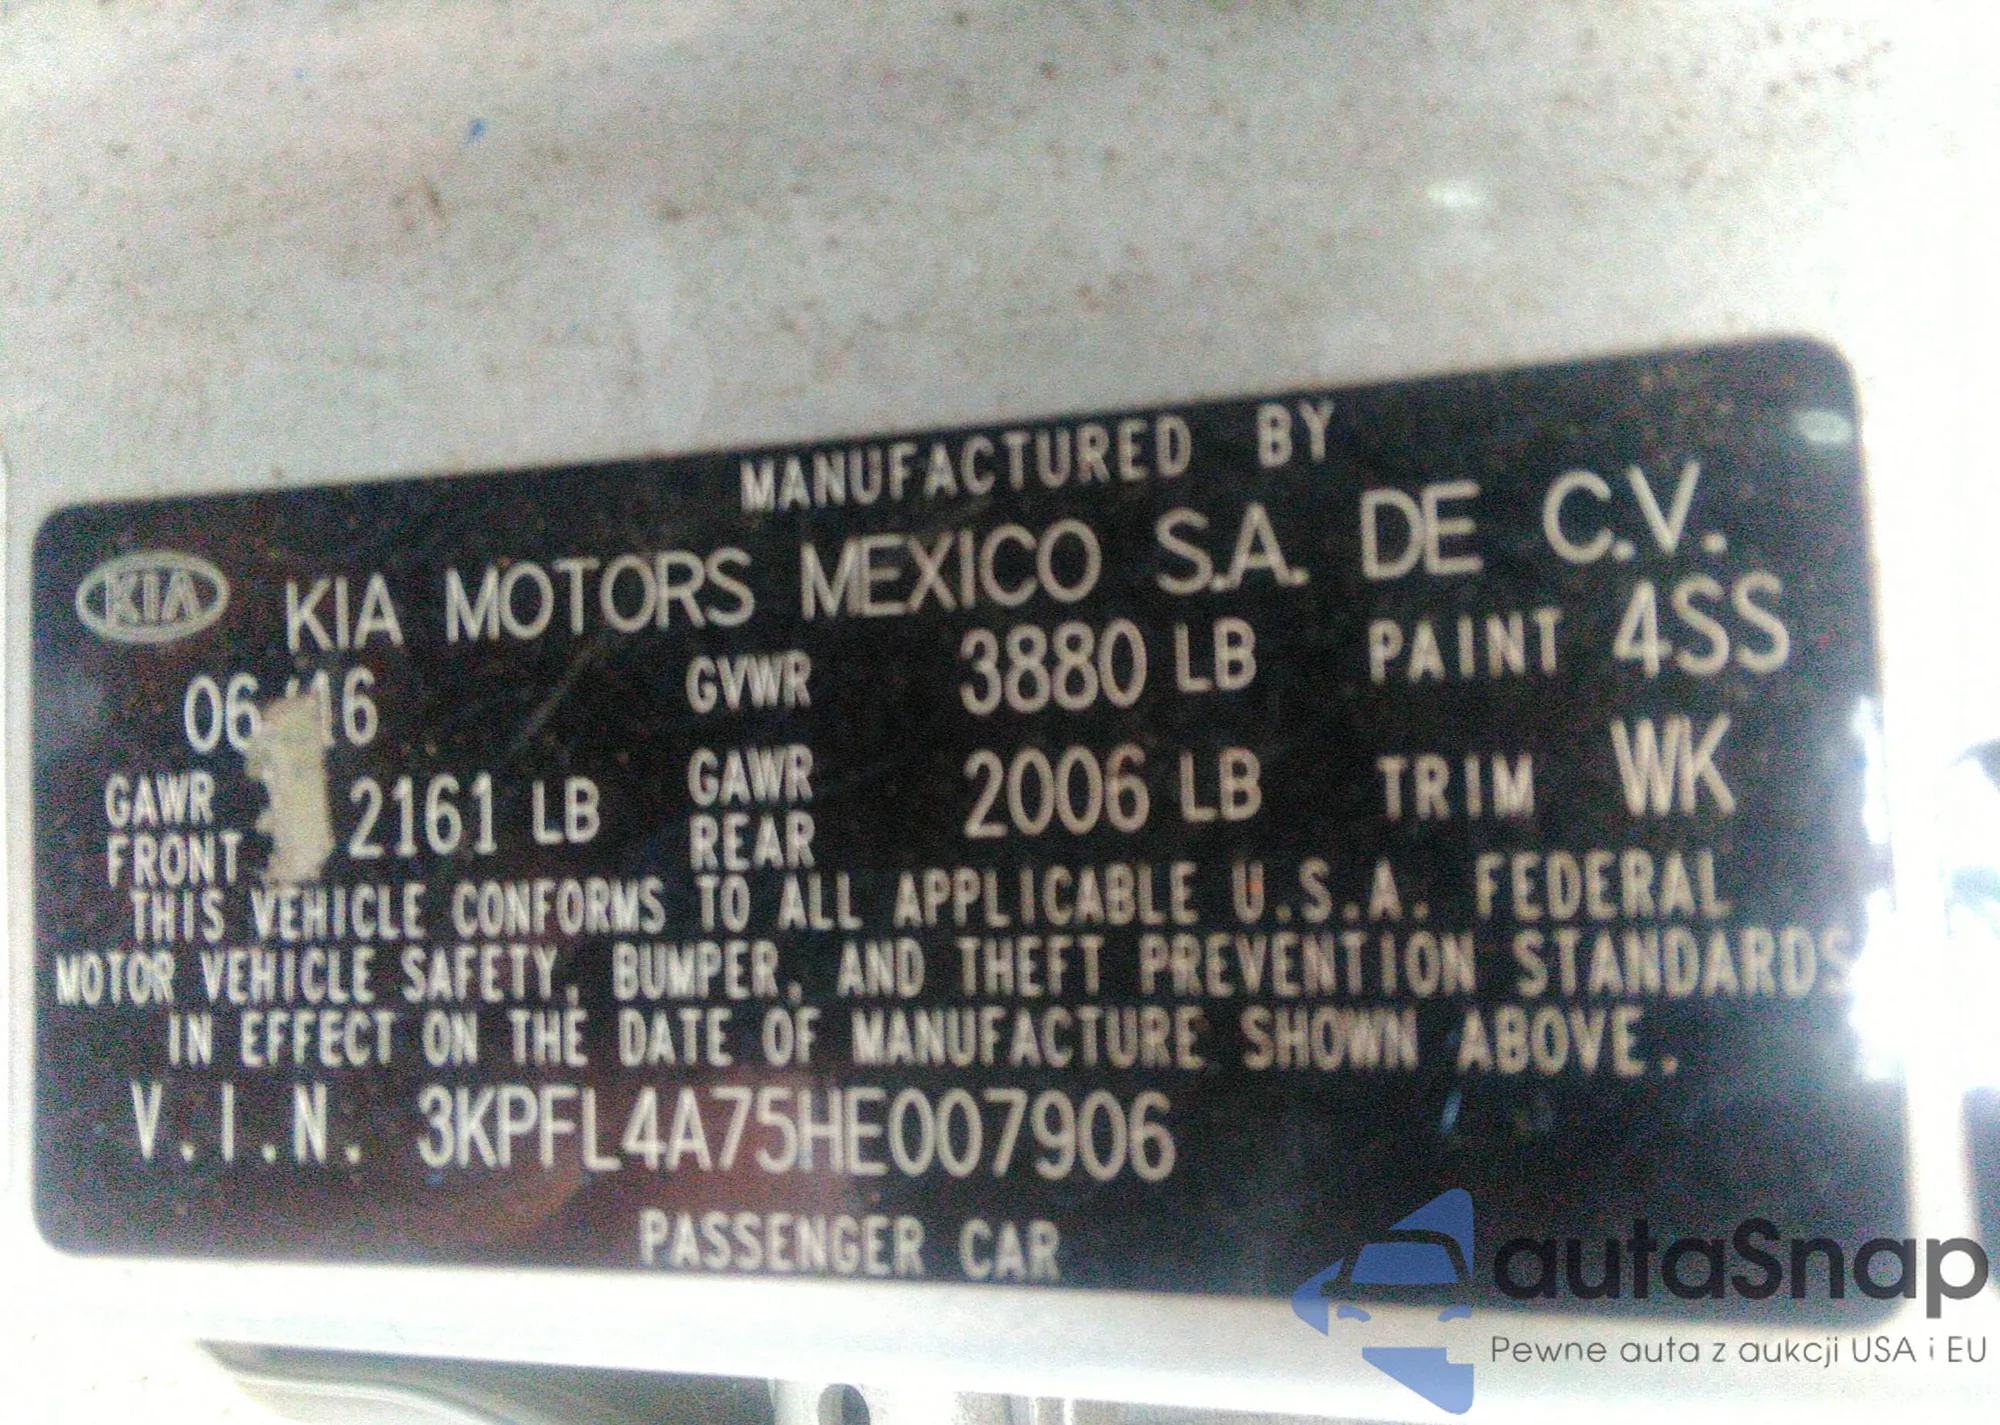 MANUFACTURED BY
KIA KIA MOTORS MEXICO S.A. DE C.V.
06/16 GVWR 3880 LB PAINT 4SS
GAWR FRONT 2161 LB GAWR REAR 2006 LB TRIM WK
THIS VEHICLE CONFORMS TO ALL APPLICABLE U.S.A. FEDERAL
MOTOR VEHICLE SAFETY, BUMPER, AND THEFT PREVENTION STANDARDS
IN EFFECT ON THE DATE OF MANUFACTURE SHOWN ABOVE.
V.I.N. 3KPFL4A75HE007906
PASSENGER CAR
autaSnap
Pewne auta z aukcji USA i EU